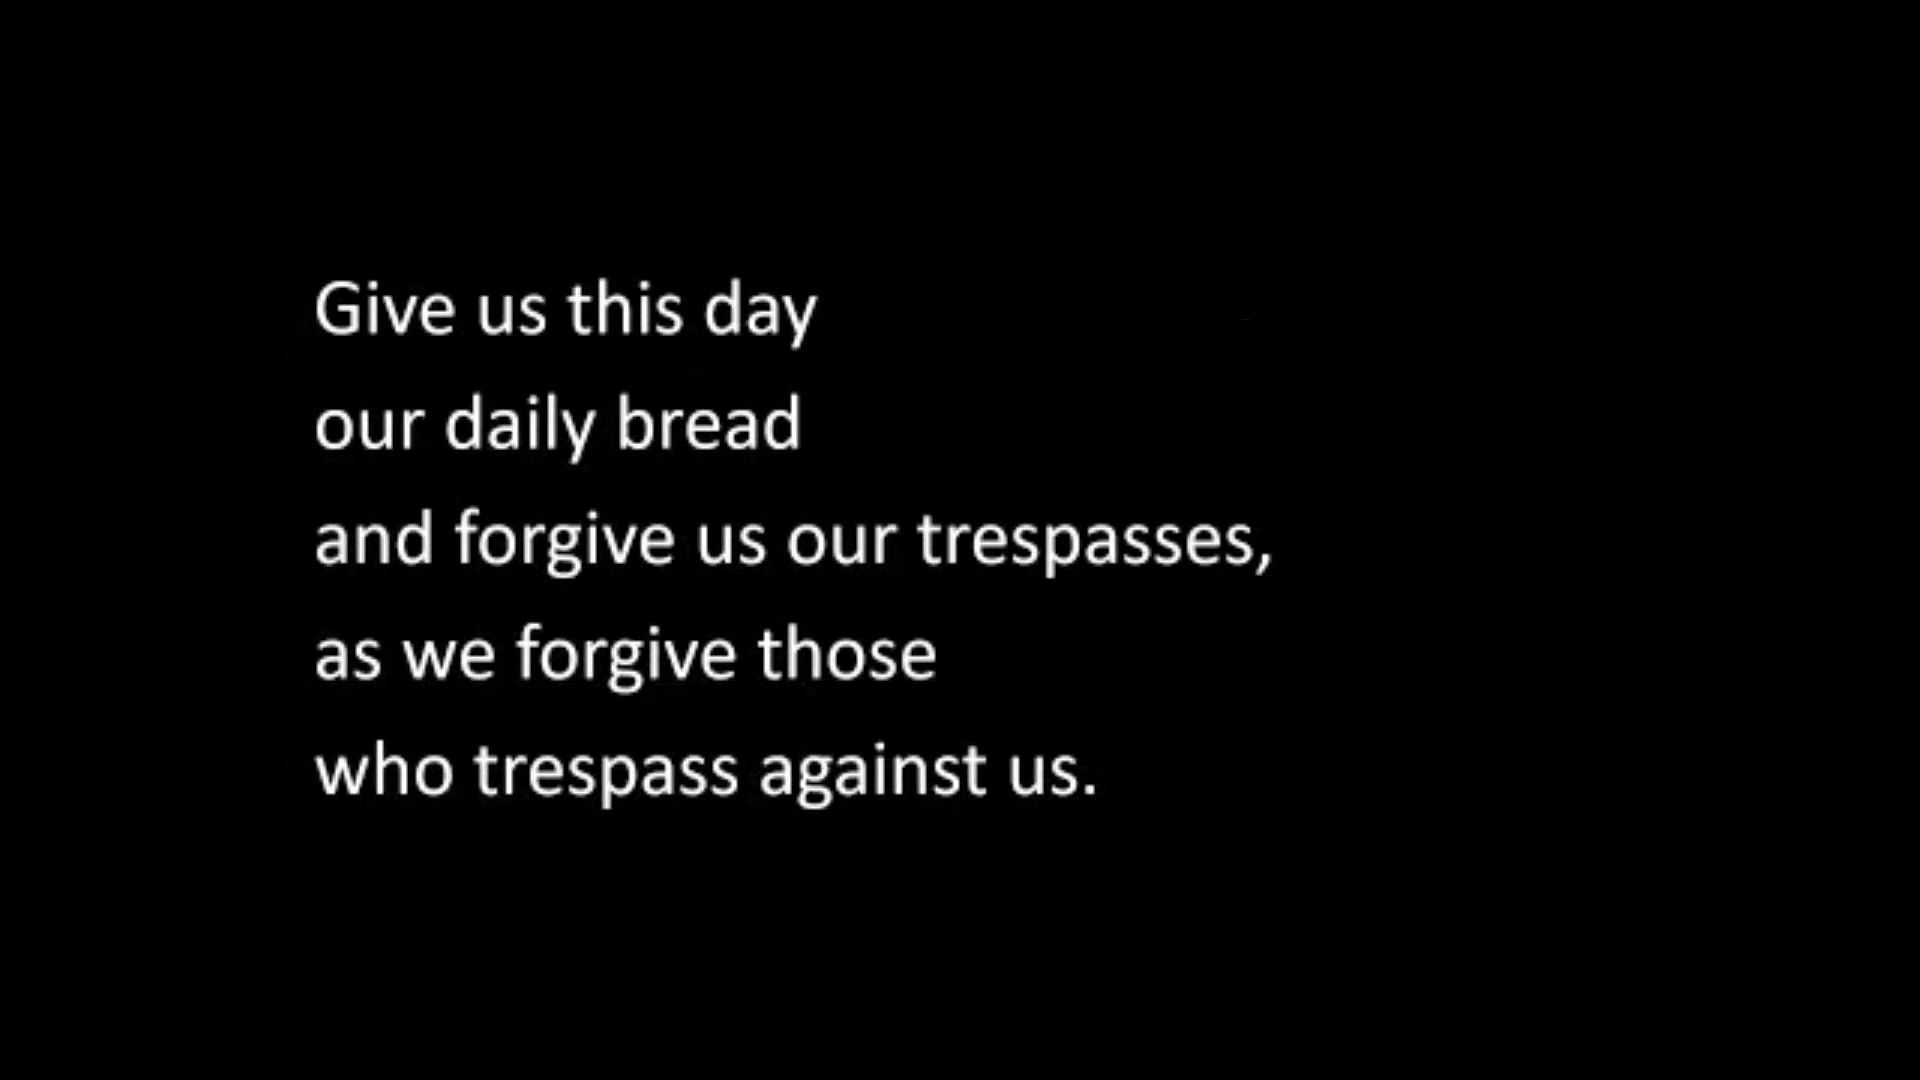 Give us this day
our daily bread
and forgive us our trespasses,
as we forgive those
who trespass against us.